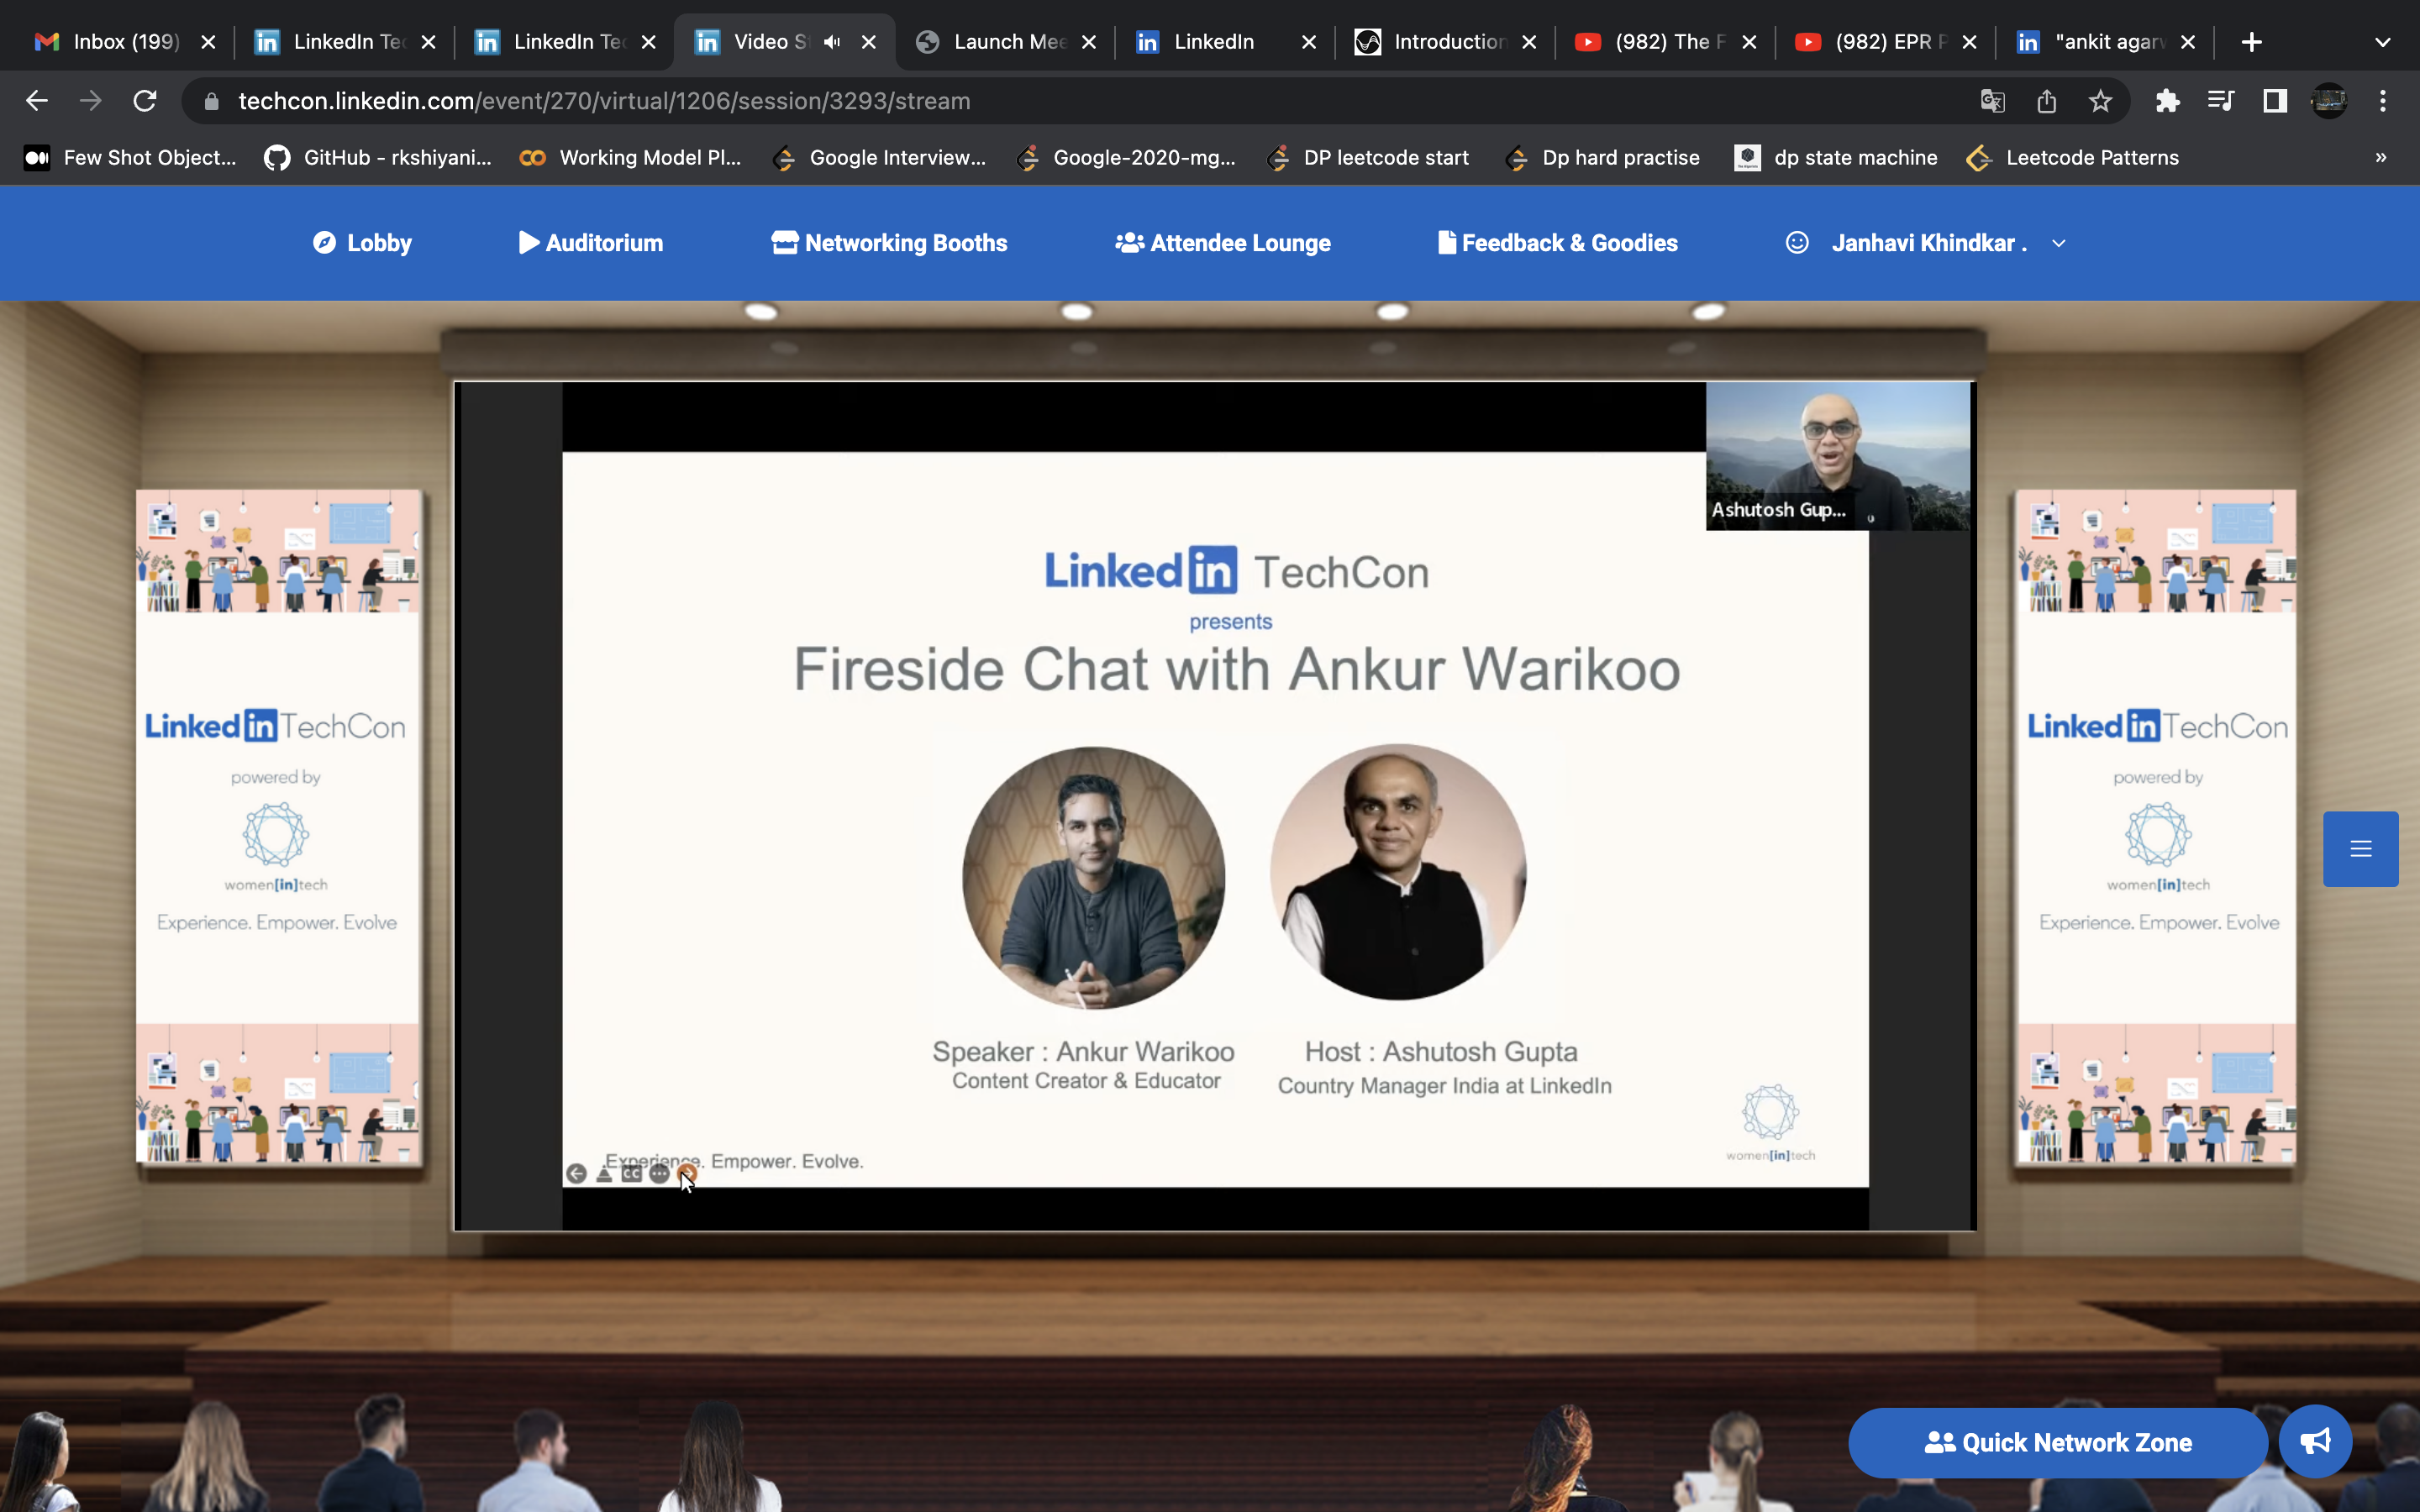 Inbox (199)
LinkedIn Tec
LinkedIn Tec
Video S
Launch Mee
LinkedIn
Introduction
(982) The F
(982) EPR P
"ankit agarw
techcon.linkedin.com/event/270/virtual/1206/session/3293/stream
Few Shot Object...
GitHub - rkshiyani...
Working Model Pl...
Google Interview...
Google-2020-mg...
DP leetcode start
Dp hard practise
dp state machine
Leetcode Patterns
»
Lobby
Auditorium
Networking Booths
Attendee Lounge
Feedback & Goodies
Janhavi Khindkar .
Ashutosh Gup...
Linked in TechCon
presents
Fireside Chat with Ankur Warikoo
Speaker : Ankur Warikoo
Content Creator & Educator
Host : Ashutosh Gupta
Country Manager India at LinkedIn
women[in]tech
Experience. Empower. Evolve.
CC
Linked in TechCon
powered by
women[in]tech
Experience. Empower. Evolve
Linked in TechCon
powered by
women[in]tech
Experience. Empower. Evolve
Quick Network Zone